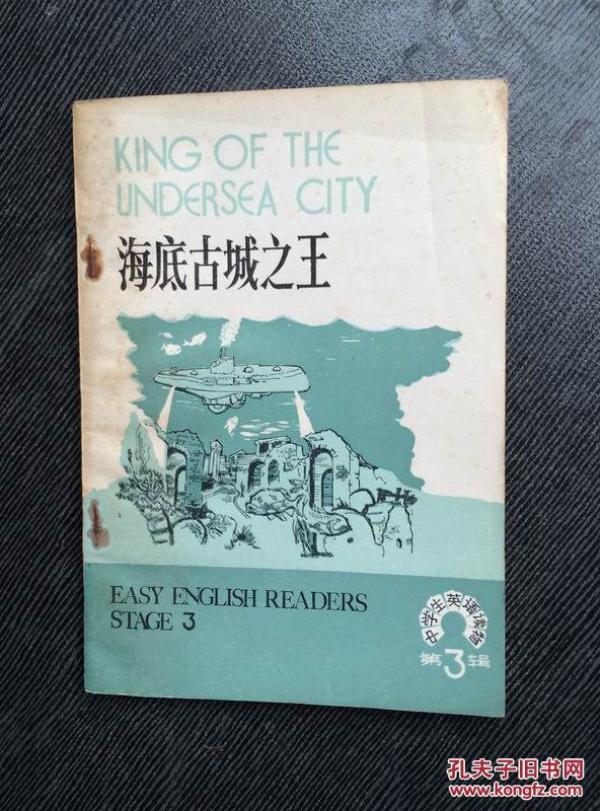 KING OF THE
UNDERSEA CITY
海底古城之王
EASY ENGLISH READERS
STAGE 3
中学生英语读物
第3辑
孔夫子旧书网
www.kongfz.com